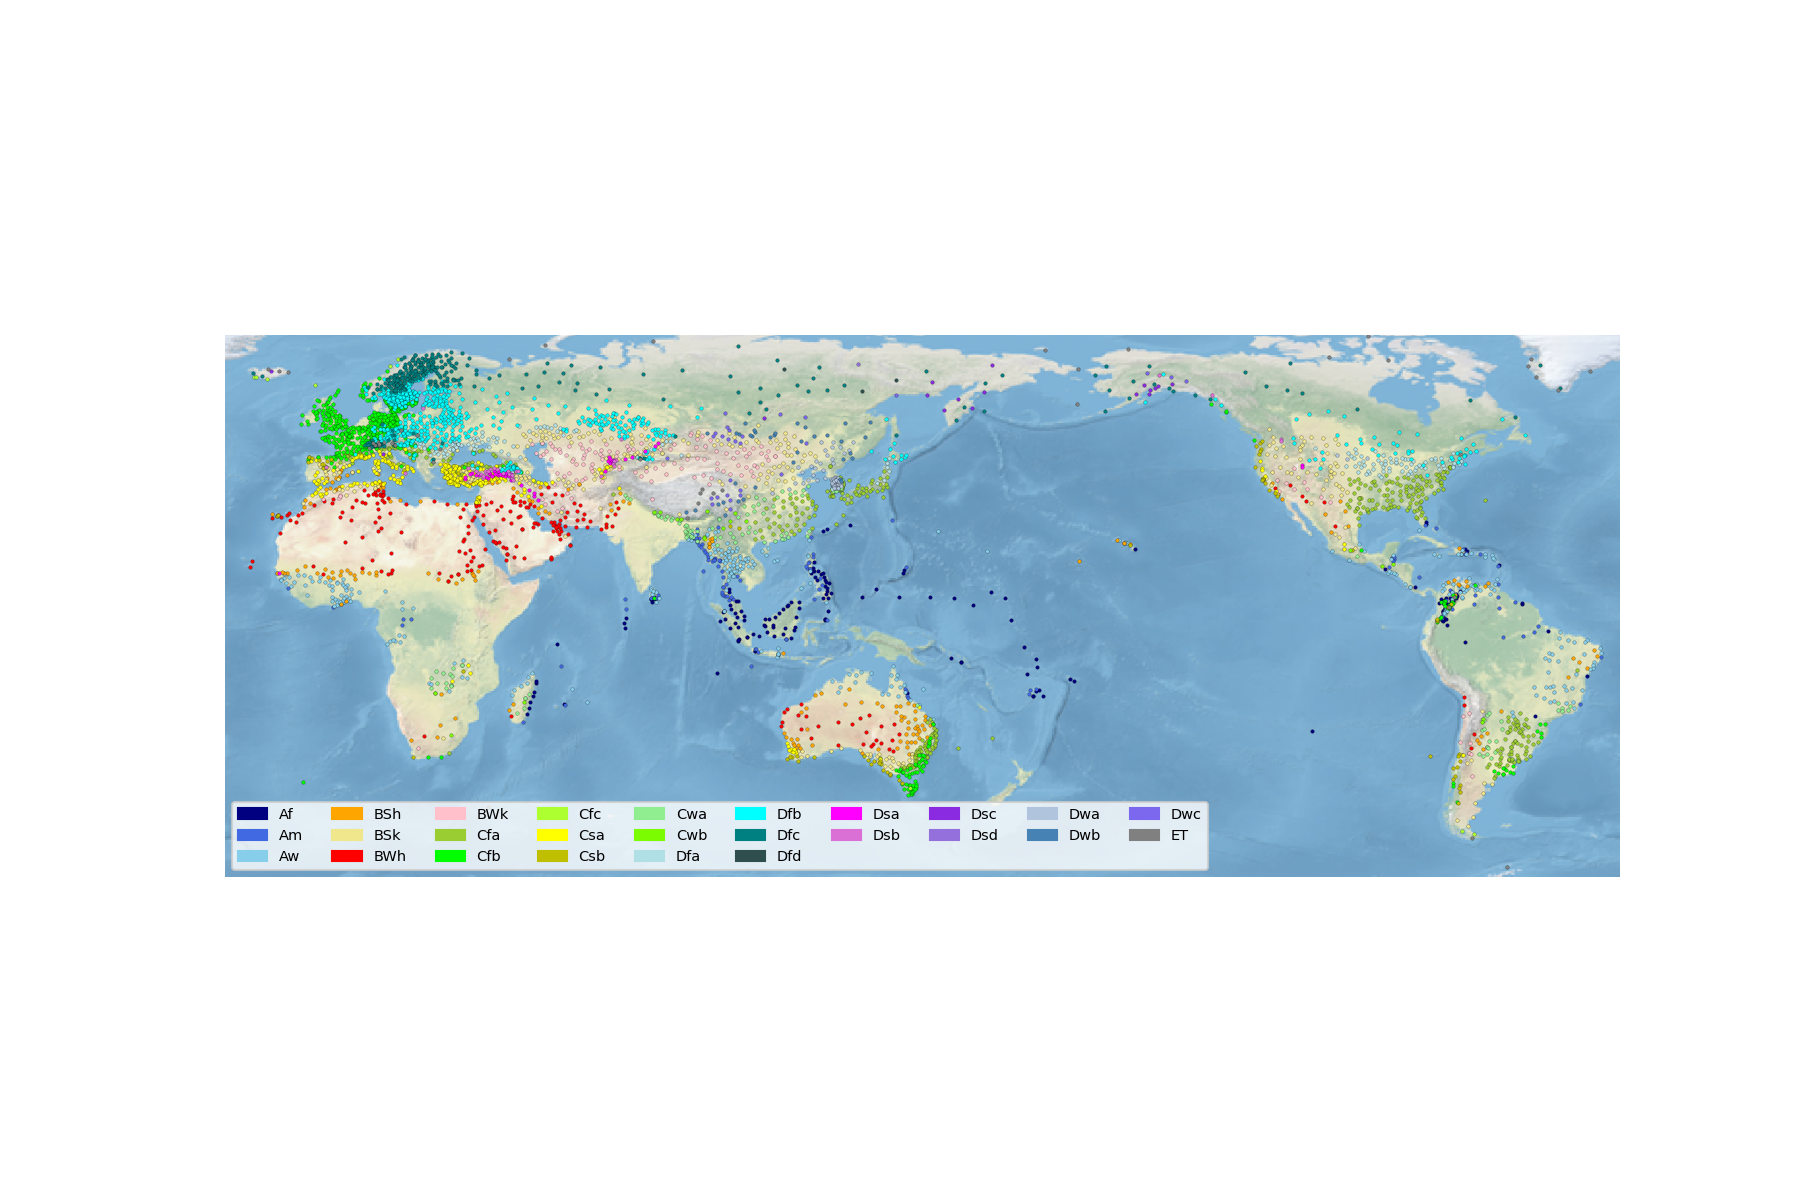 Af BSh BWk Cfc Cwa Dfb Dsa Dsc Dwa Dwc
Am BSk Cfa Csa Cwb Dfc Dsb Dsd Dwb ET
Aw BWh Cfb Csb Dfa Dfd